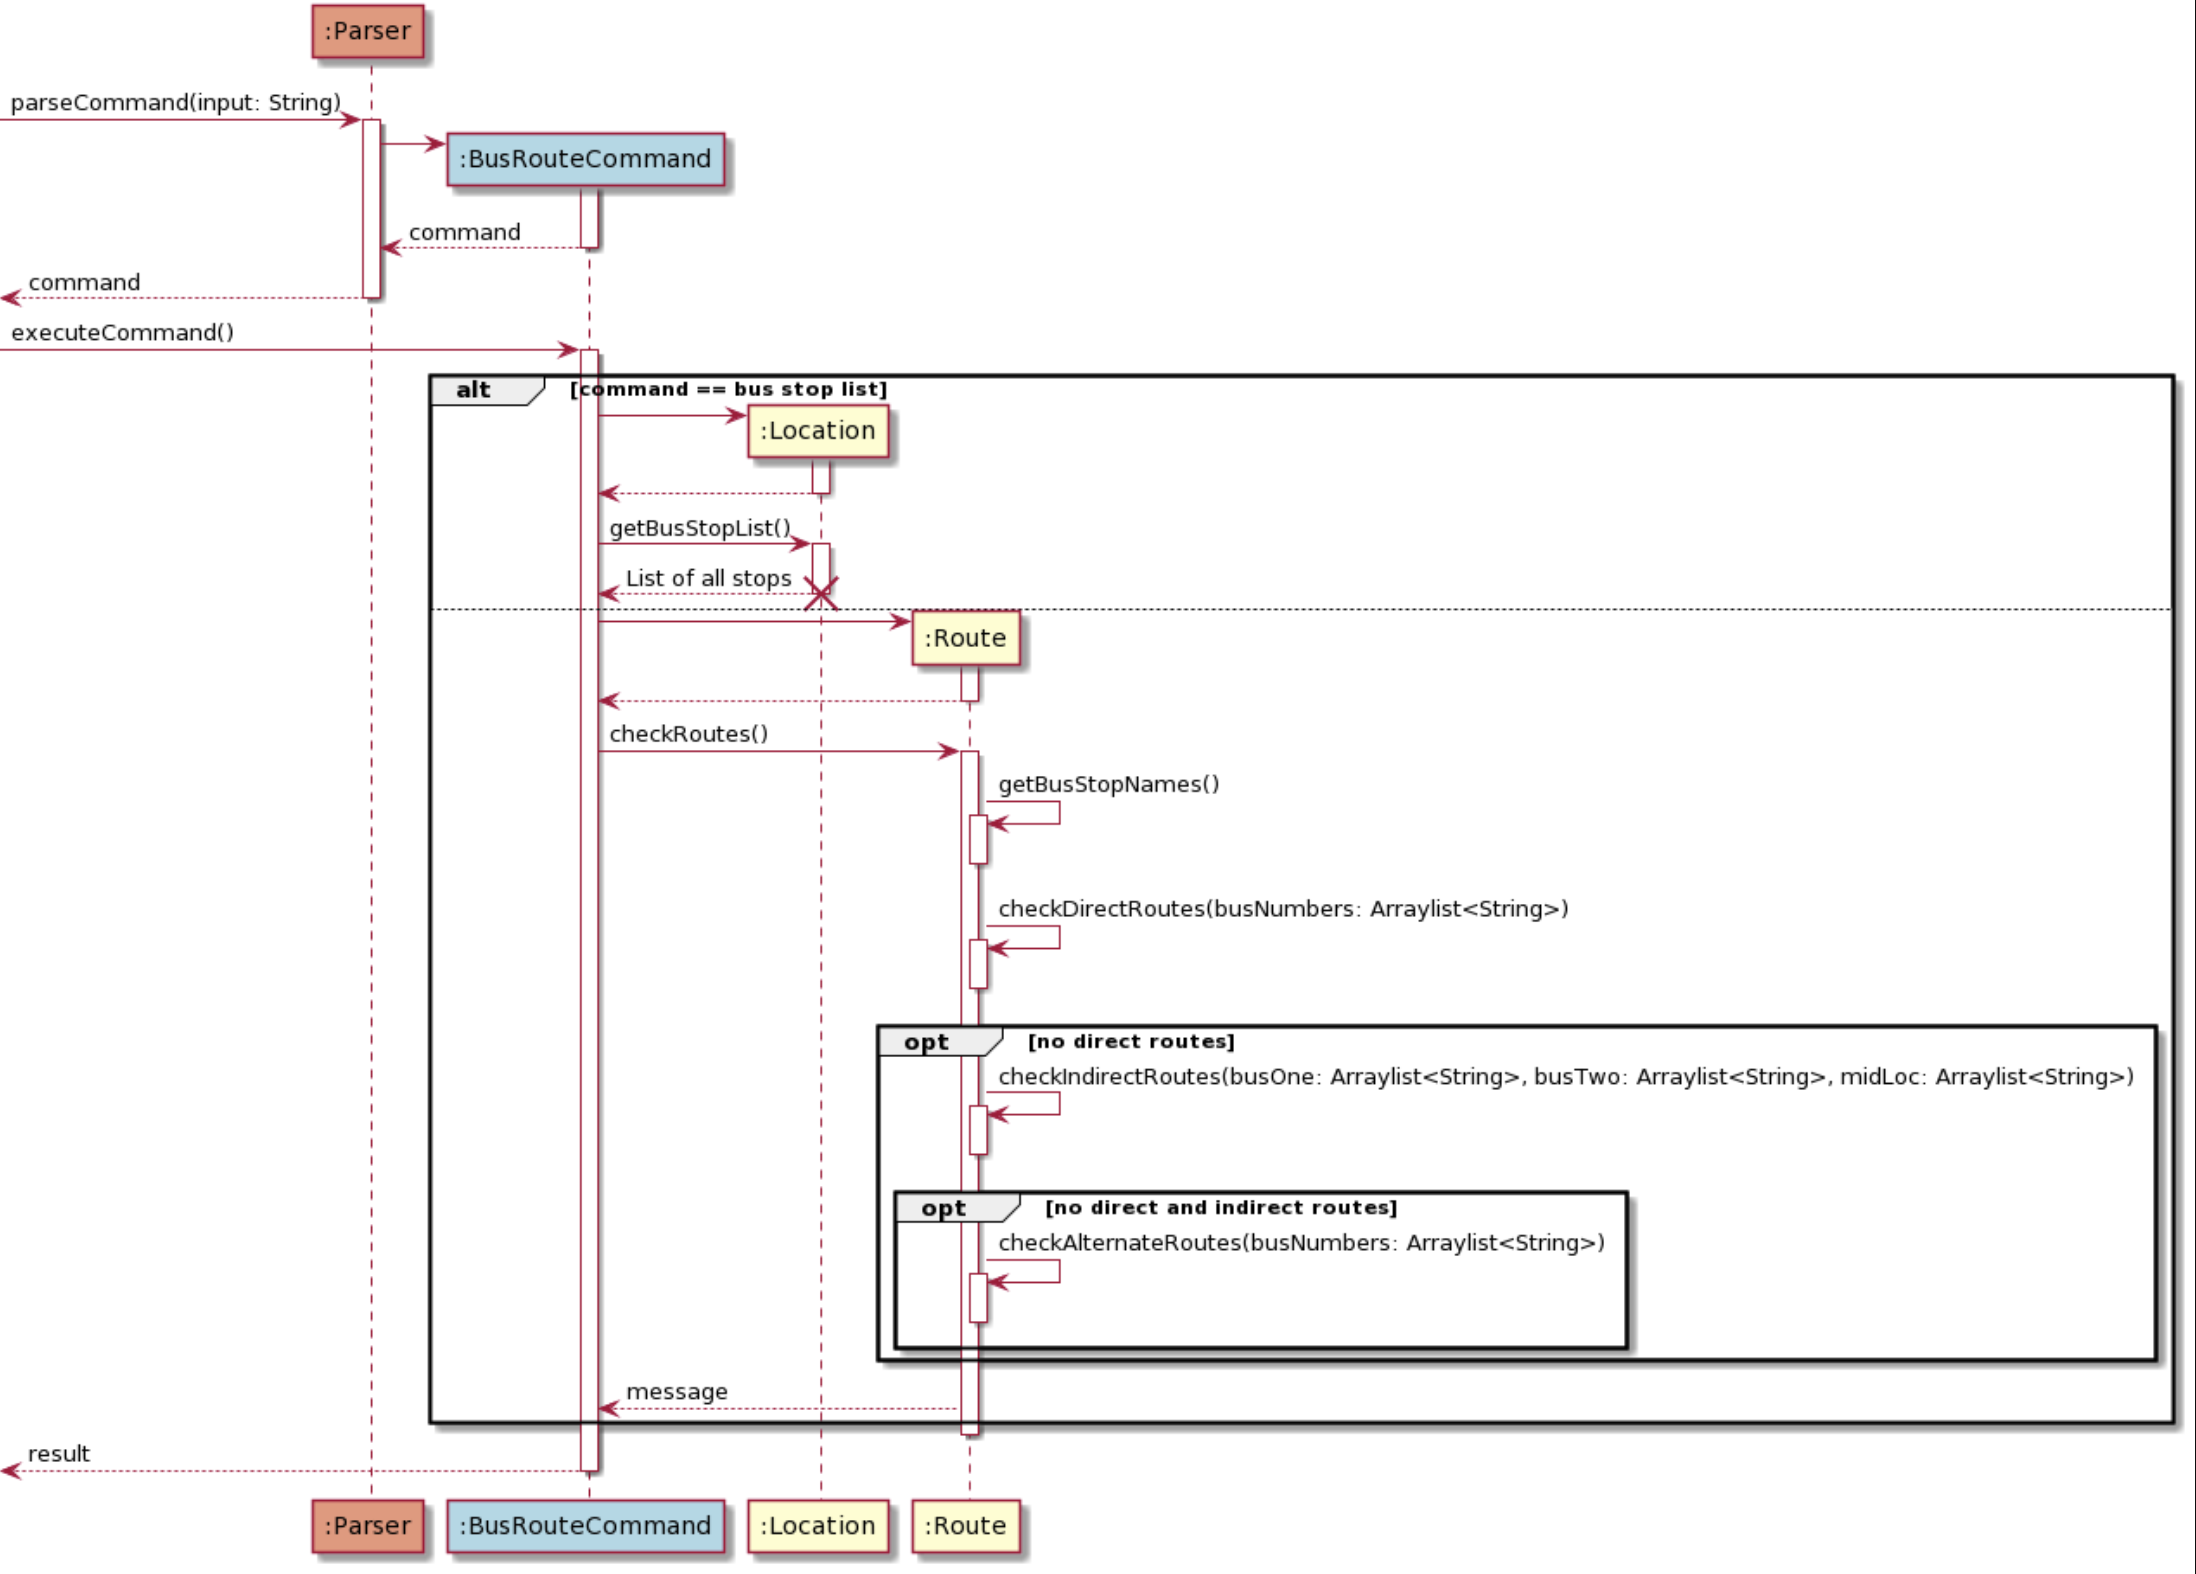 :Parser
parseCommand(input: String)
:BusRouteCommand
command
command
executeCommand()
alt [command == bus stop list]
:Location
getBusStopList()
List of all stops
:Route
checkRoutes()
getBusStopNames()
checkDirectRoutes(busNumbers: Arraylist<String>)
opt [no direct routes]
checkIndirectRoutes(busOne: Arraylist<String>, busTwo: Arraylist<String>, midLoc: Arraylist<String>)
opt [no direct and indirect routes]
checkAlternateRoutes(busNumbers: Arraylist<String>)
message
result
:Parser :BusRouteCommand :Location :Route